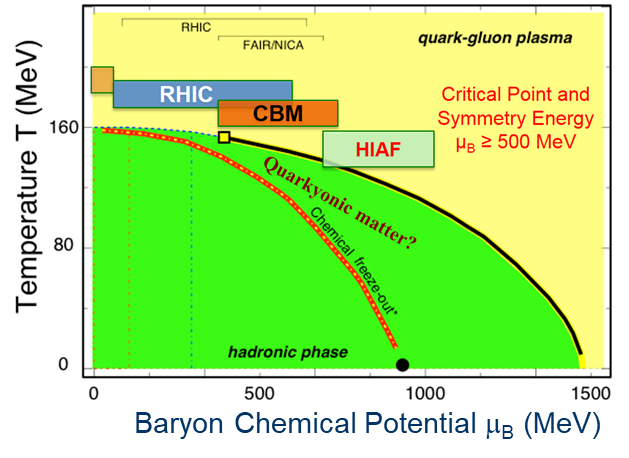 RHIC
FAIR/NICA
quark-gluon plasma
RHIC
CBM
HIAF
Critical Point and
Symmetry Energy
μB ≥ 500 MeV
Temperature T (MeV)
160
80
0
Quarkyonic matter?
Chemical freeze-out*
hadronic phase
0
500
1000
1500
Baryon Chemical Potential μB (MeV)